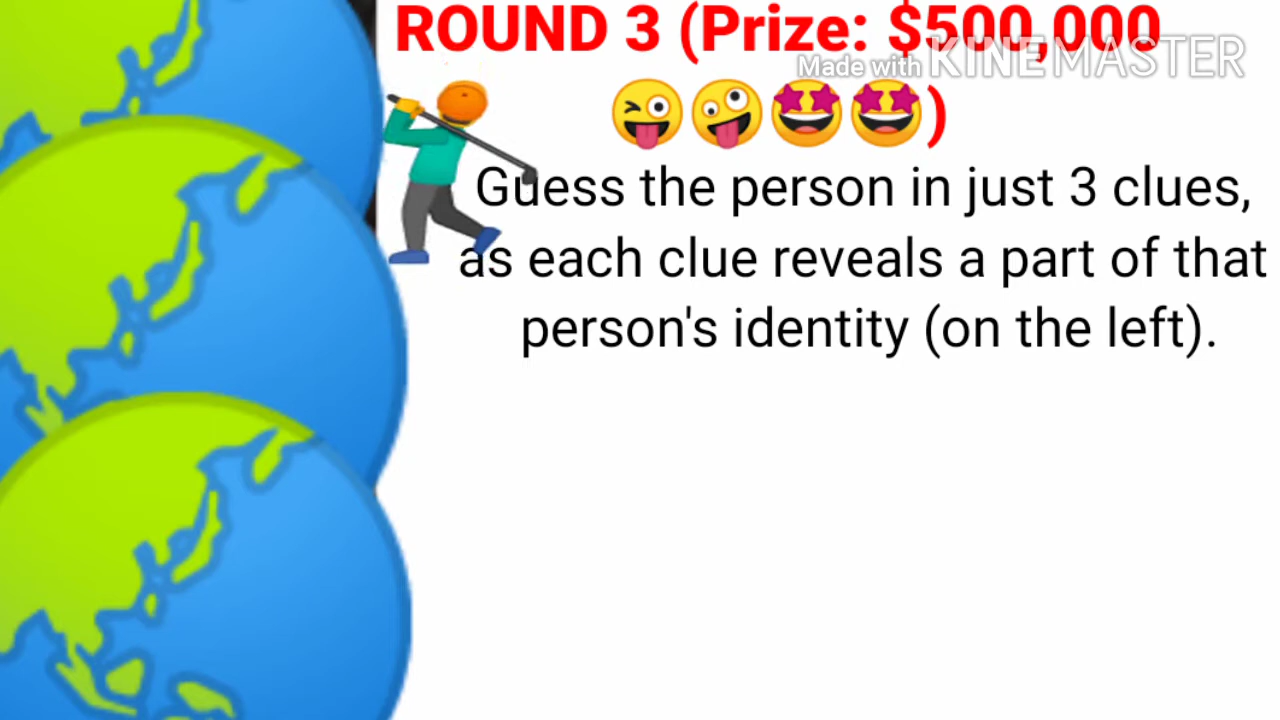 ROUND 3 (Prize: $500,000
Made with KINEMASTER
😜🤪🤩🤩)
Guess the person in just 3 clues,
as each clue reveals a part of that
person's identity (on the left).